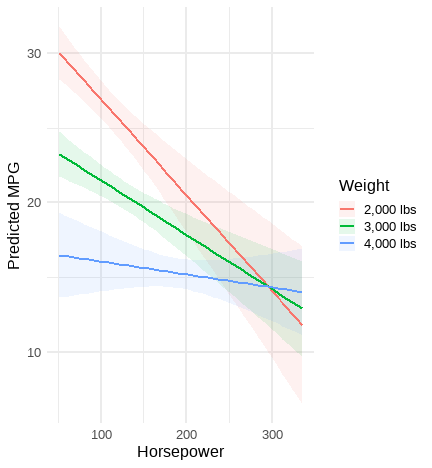 30
20
10
100
200
300
Predicted MPG
Horsepower
Weight
2,000 lbs
3,000 lbs
4,000 lbs